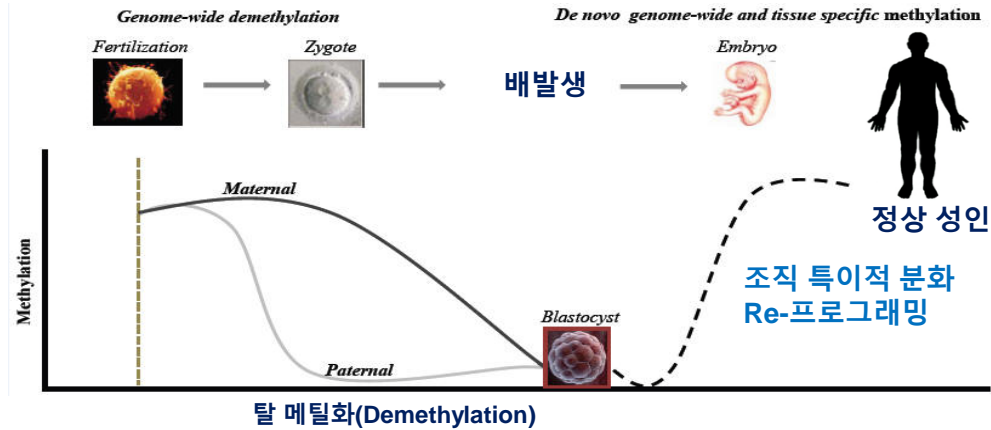 Genome-wide demethylation
De novo genome-wide and tissue specific methylation
Fertilization
Zygote
배발생
Embryo
Maternal
정상 성인
Methylation
조직 특이적 분화
Re-프로그래밍
Blastocyst
Paternal
탈 메틸화(Demethylation)